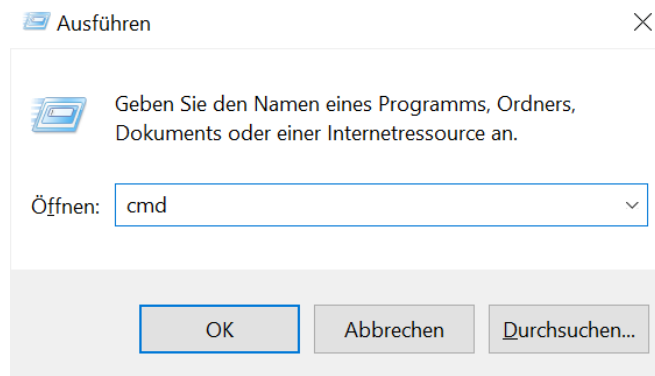 Ausführen
Geben Sie den Namen eines Programms, Ordners,
Dokuments oder einer Internetressource an.
Öffnen: cmd
OK Abbrechen Durchsuchen...